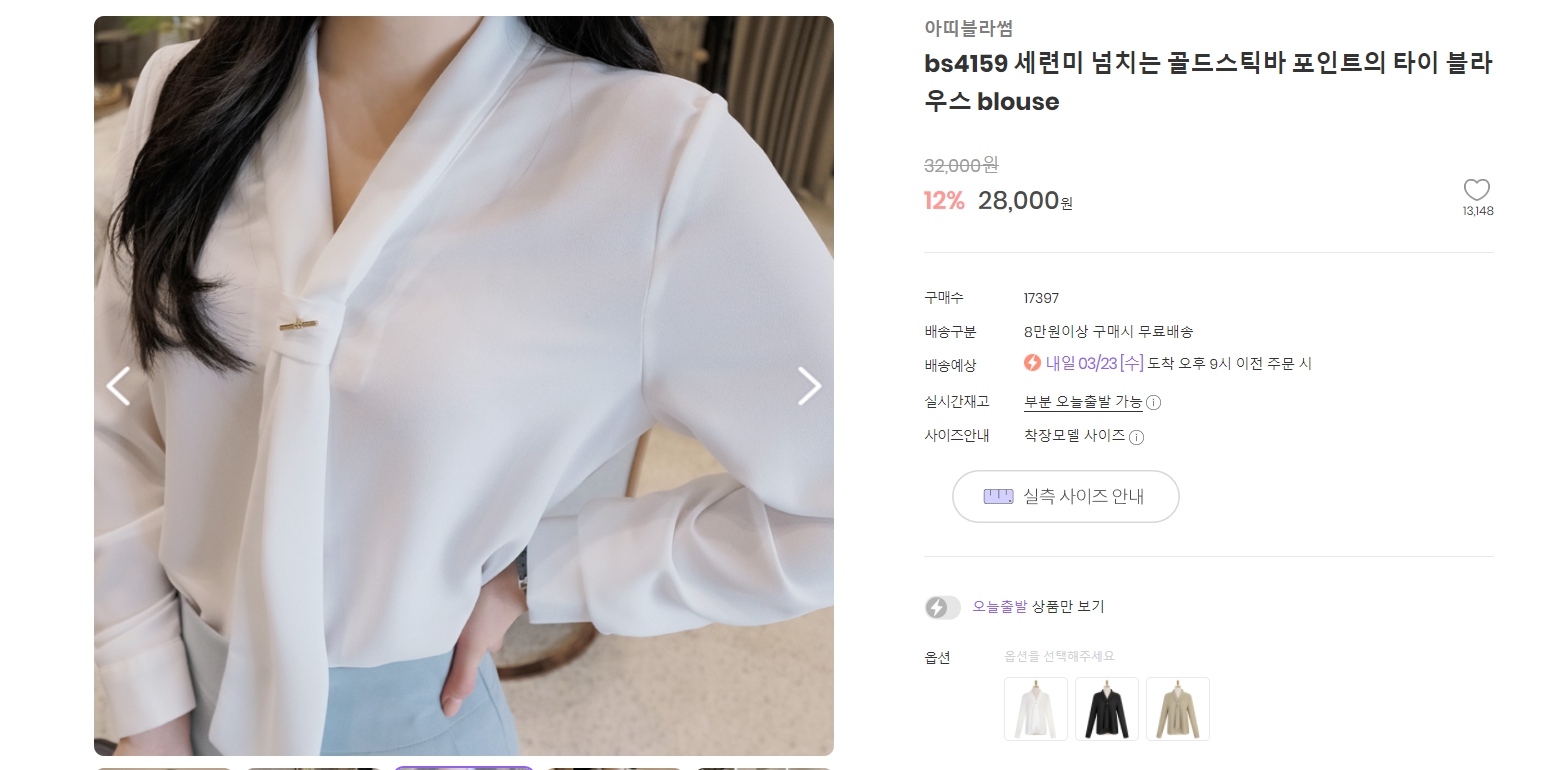 아띠블라썸
bs4159 세련미 넘치는 골드스틱바 포인트의 타이 블라
우스 blouse
32,000원
12% 28,000원
13,148
구매수 17397
배송구분 8만원이상 구매시 무료배송
배송예상 내일 03/23 [수] 도착 오후 9시 이전 주문 시
실시간재고 부분 오늘출발 가능 i
사이즈안내 착장모델 사이즈 i
실측 사이즈 안내
오늘출발 상품만 보기
옵션 옵션을 선택해주세요